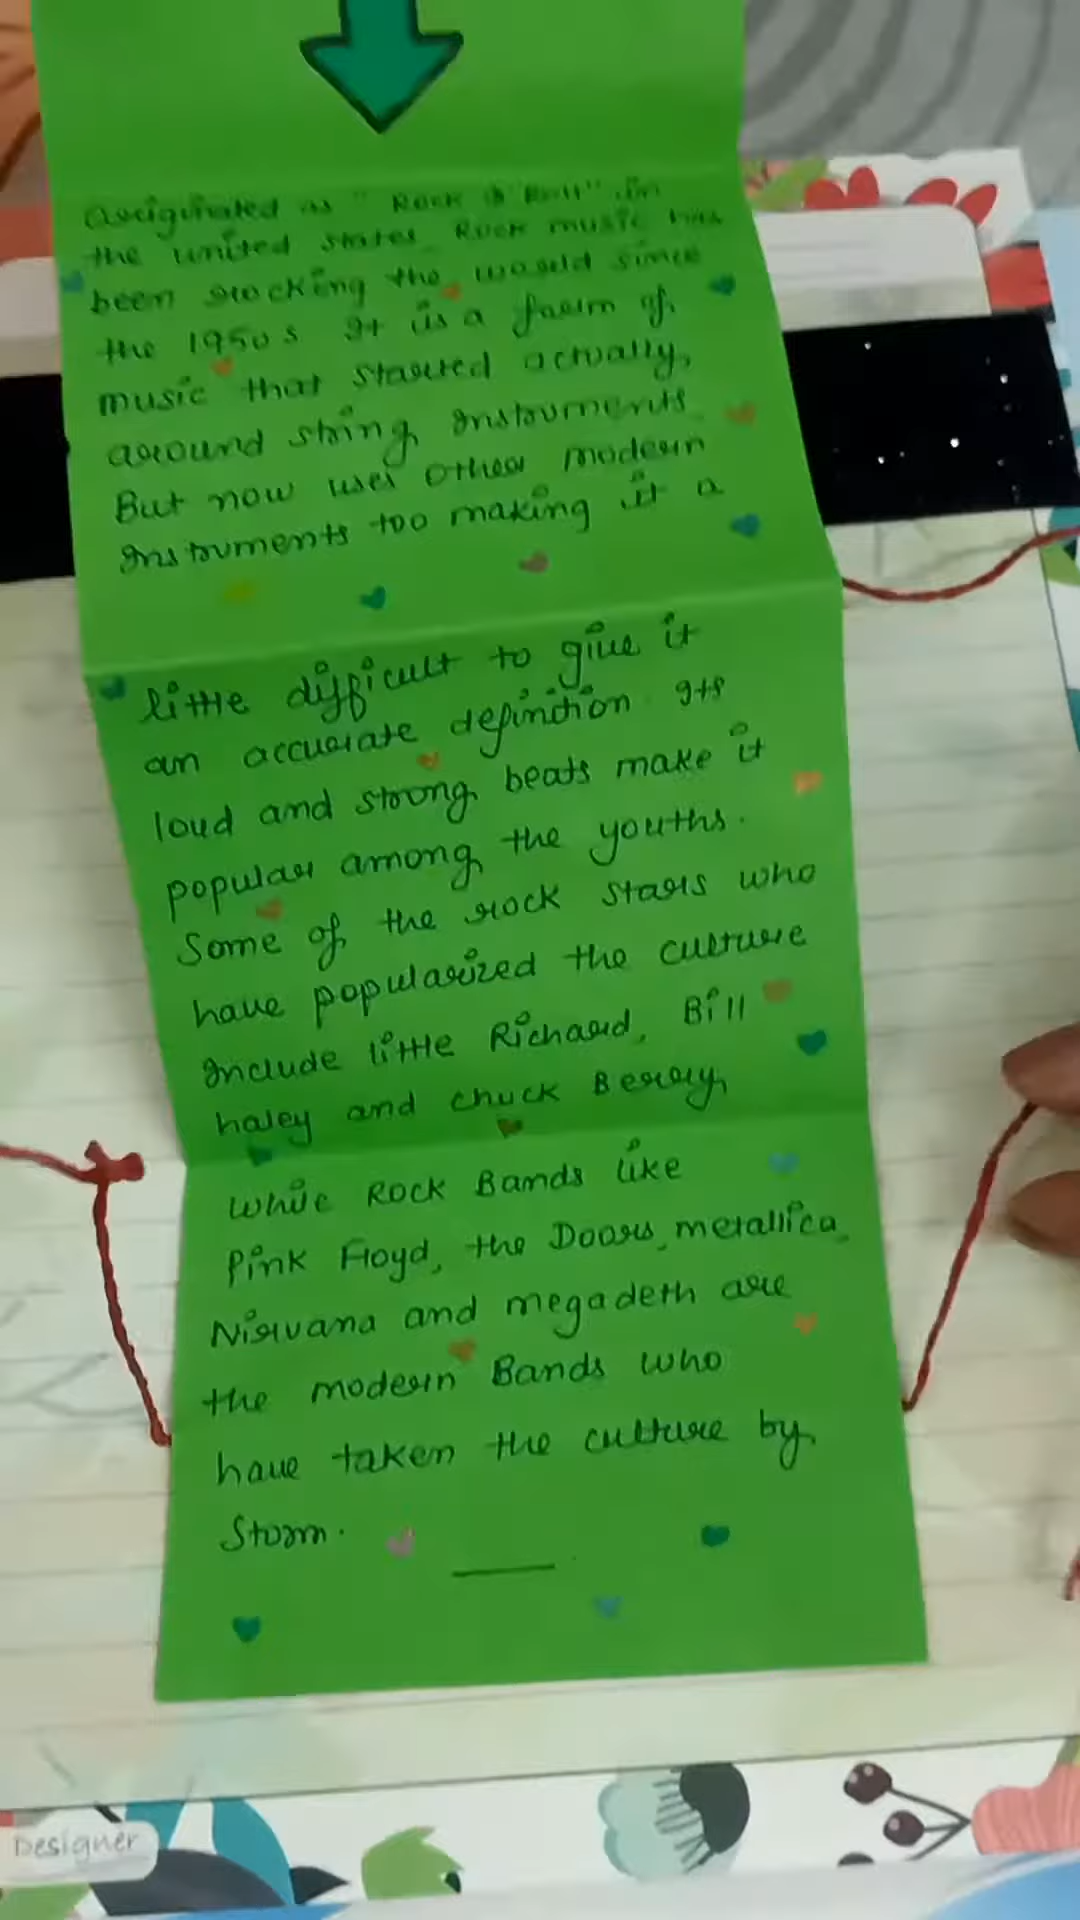 Originated as "Rock & Roll" in
the united states, Rock music has
been rocking the world since
the 1950s It is a form of
music that started actually
around string Instruments
But now uses other modern
Instruments too making it a
little difficult to give it
an accurate definition Its
loud and strong beats make it
popular among the youths.
Some of the rock stars who
have popularized the culture
Include little Richard, Bill
haley and chuck Berry,
while Rock Bands like
Pink Floyd, the Doors, metallica,
Nirvana and megadeth are
the modern Bands who
have taken the culture by
Storm.
Designer